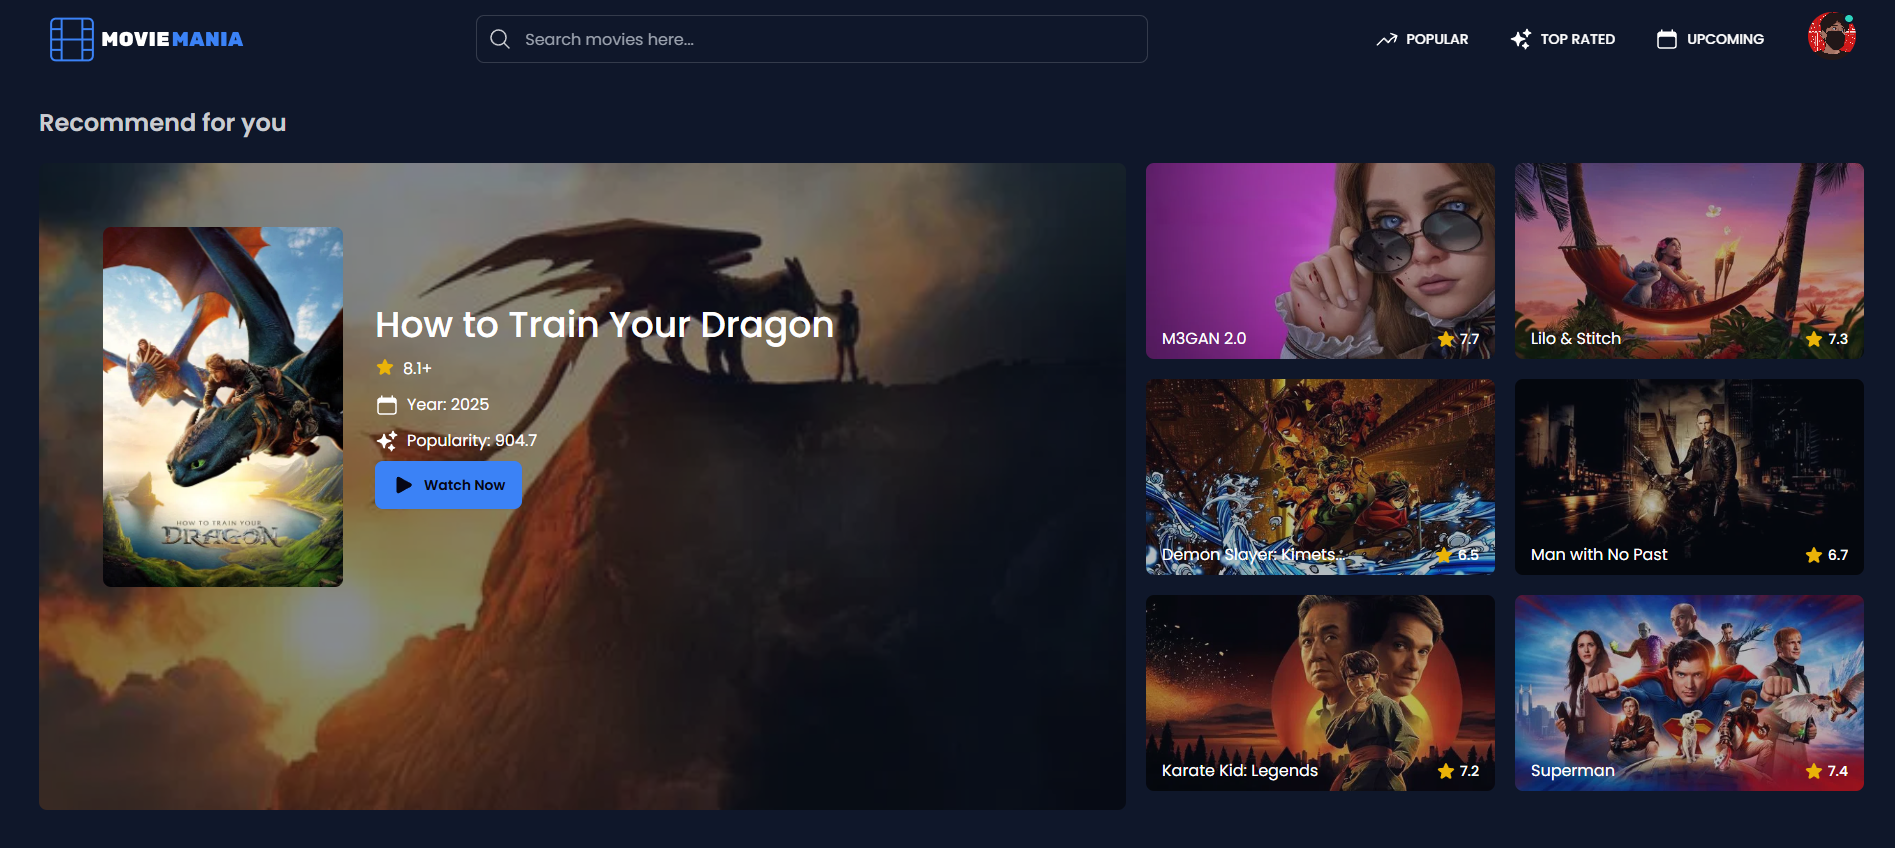 MOVIEMANIA
Search movies here...
POPULAR
TOP RATED
UPCOMING
Recommend for you
HOW TO TRAIN YOUR
DRAGON
How to Train Your Dragon
8.1+
Year: 2025
Popularity: 904.7
Watch Now
M3GAN 2.0
7.7
Lilo & Stitch
7.3
Demon Slayer: Kimets...
6.5
Man with No Past
6.7
Karate Kid: Legends
7.2
Superman
7.4